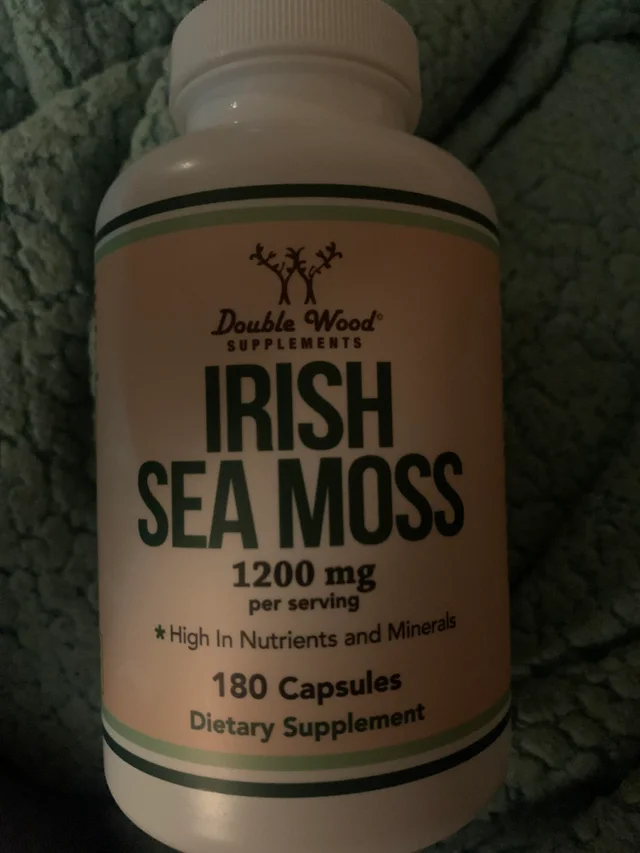 Double Wood®
SUPPLEMENTS
IRISH
SEA MOSS
1200 mg
per serving
*High In Nutrients and Minerals
180 Capsules
Dietary Supplement